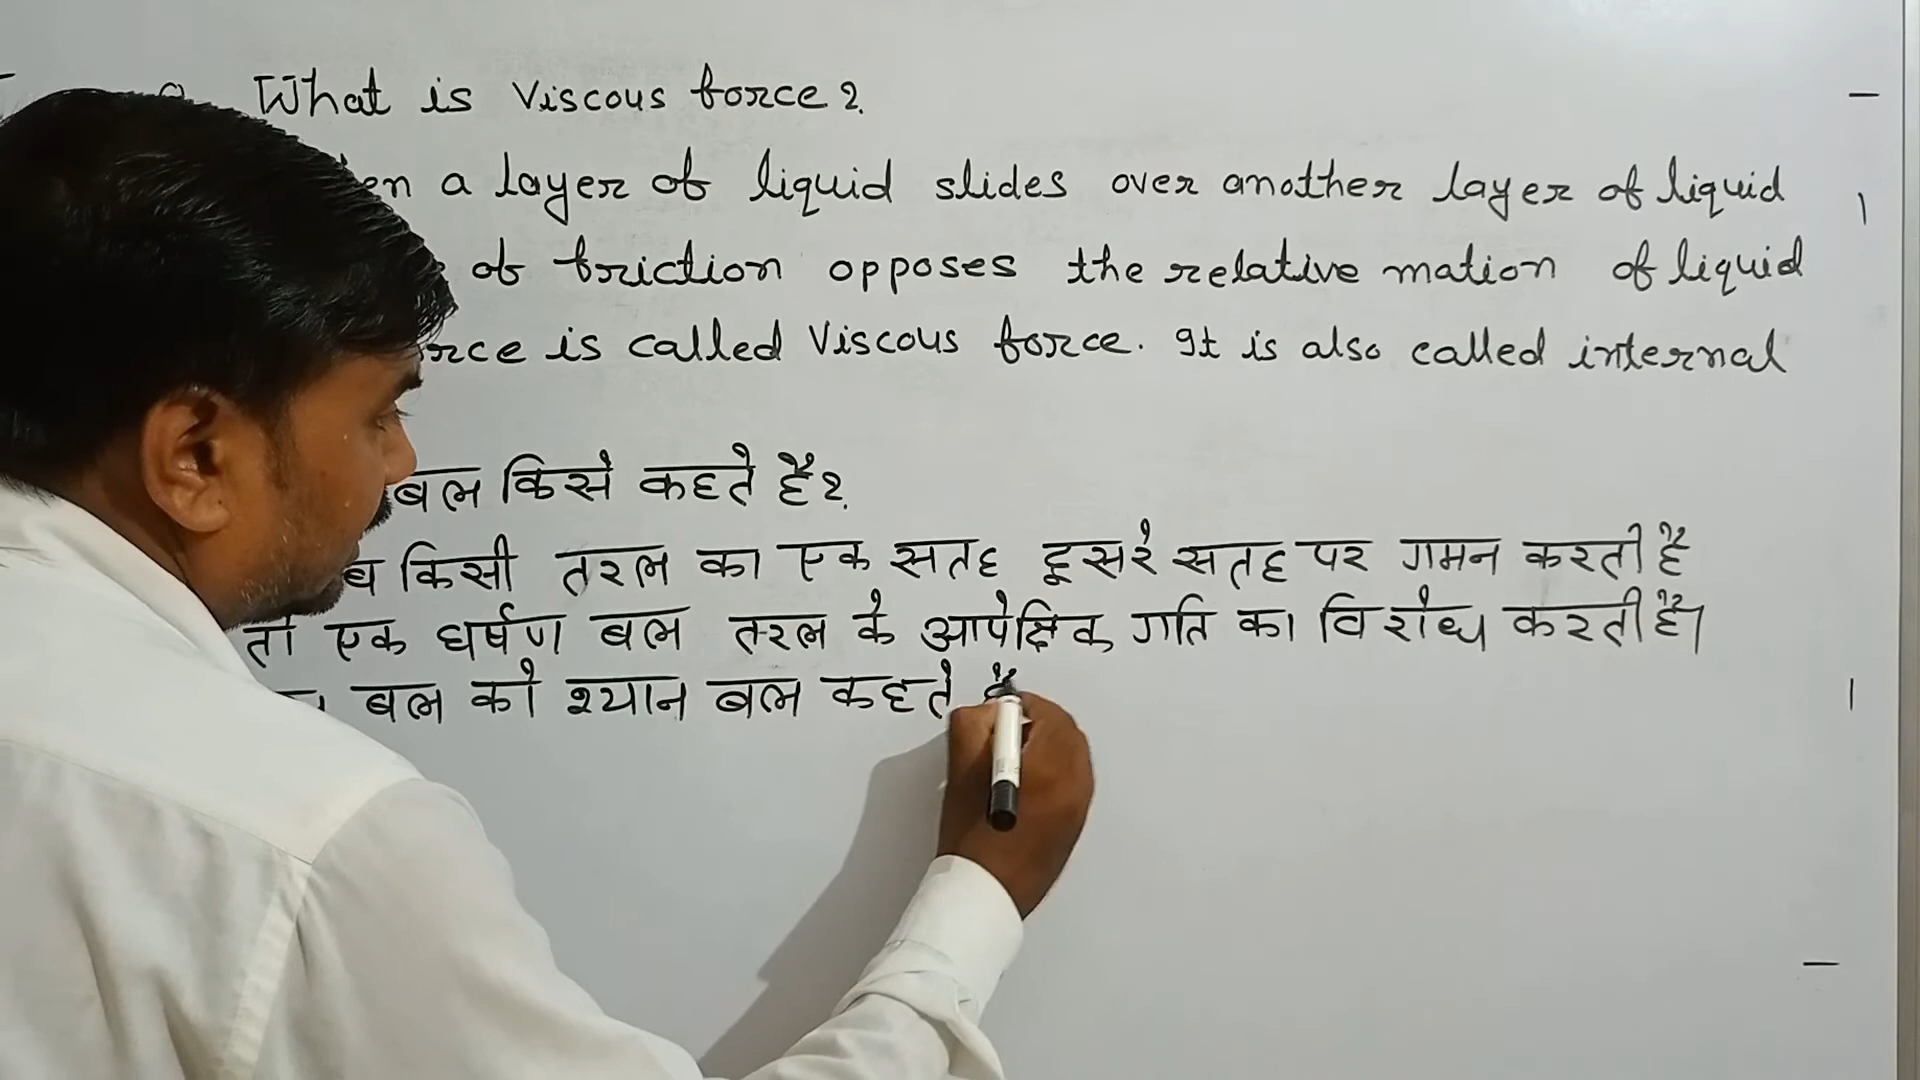 What is Viscous force?
a layer of liquid slides over another layer of liquid
of friction opposes the relative mation of liquid
is called Viscous force. It is also called internal
बल किसे कहते है?
किसी तरल का एक सतह दूसरे सतह पर गमन करती है
तो एक घर्षण बल तरल के आपेक्षिक गति का विरोध करती है।
बल को श्यान बल कहते